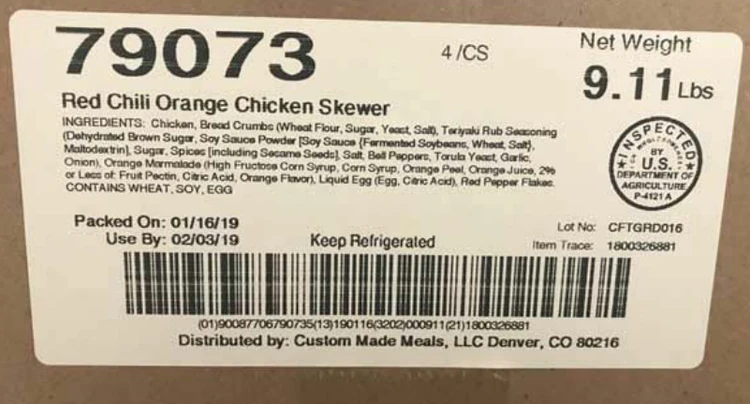 79073
4 /CS
Net Weight
9.11 Lbs
Red Chili Orange Chicken Skewer
INGREDIENTS: Chicken, Bread Crumbs (Wheat Flour, Sugar, Yeast, Salt), Teriyaki Rub Seasoning
(Dehydrated Brown Sugar, Soy Sauce Powder [Soy Sauce {Fermented Soybeans, Wheat, Salt},
Maltodextrin], Sugar, Spices [including Sesame Seeds], Salt, Bell Peppers, Torula Yeast, Garlic,
Onion), Orange Marmalade (High Fructose Corn Syrup, Corn Syrup, Orange Peel, Orange Juice, 2%
or Less of: Fruit Pectin, Citric Acid, Orange Flavor), Liquid Egg (Egg, Citric Acid), Red Pepper Flakes.
CONTAINS WHEAT, SOY, EGG
INSPECTED
FOR WHOLESOMENESS
BY
U.S.
DEPARTMENT OF
AGRICULTURE
P-4121 A
Packed On: 01/16/19
Use By: 02/03/19
Keep Refrigerated
Lot No: CFTGRD016
Item Trace: 1800326881
(01)90087706790735(13)190116(3202)000911(21)1800326881
Distributed by: Custom Made Meals, LLC Denver, CO 80216